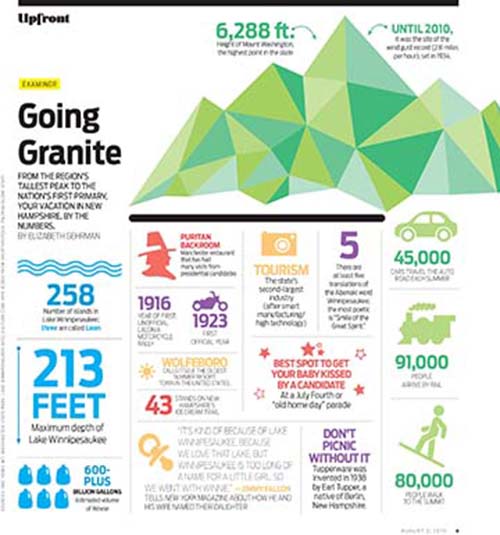 Upfront
6,288 ft:
Height of Mount Washington,
the highest point in the state
UNTIL 2010,
it was the site of the
wind gust record (231 miles
per hour), set in 1934.
EXAMINER
Going
Granite
FROM THE REGION'S
TALLEST PEAK TO THE
NATION'S FIRST PRIMARY,
YOUR VACATION IN NEW
HAMPSHIRE, BY THE
NUMBERS.
BY ELIZABETH GEHRMAN
258
Number of islands in
Lake Winnipesaukee;
three are called Loon
213
FEET
Maximum depth of
Lake Winnipesaukee
600-
PLUS
BILLION GALLONS
Estimated volume
of
PURITAN
BACKROOM
Manchester restaurant
that has had
many visits from
presidential candidates
1916
YEAR OF FIRST,
UNOFFICIAL,
LACONIA
MOTORCYCLE
RALLY
1923
FIRST
OFFICIAL YEAR
TOURISM
The state's
second-largest
industry
(after smart
manufacturing/
high technology)
5
There are
at least five
translations of
the Abenaki word
Winnipesaukee;
the most poetic
is "Smile of the
Great Spirit."
WOLFEBORO
CALLS ITSELF THE OLDEST
SUMMER RESORT
TOWN IN THE UNITED STATES.
43 STANDS ON NEW
HAMPSHIRE'S
ICE CREAM TRAIL
BEST SPOT TO GET
YOUR BABY KISSED
BY A CANDIDATE
At a July Fourth or
"old home day" parade
"IT'S KIND OF BECAUSE OF LAKE
WINNIPESAUKEE, BECAUSE
WE LOVE THAT LAKE, BUT
WINNIPESAUKEE IS TOO LONG OF
A NAME FOR A LITTLE GIRL, SO
WE WENT WITH WINNIE." —JIMMY FALLON
TELLS NEW YORK MAGAZINE ABOUT HOW HE AND
HIS WIFE NAMED THEIR DAUGHTER
DON'T
PICNIC
WITHOUT IT
Tupperware was
invented in 1938
by Earl Tupper, a
native of Berlin,
New Hampshire.
45,000
CARS TRAVEL THE AUTO
ROAD EACH SUMMER
91,000
PEOPLE
ARRIVE BY RAIL
80,000
PEOPLE WALK
TO THE SUMMIT